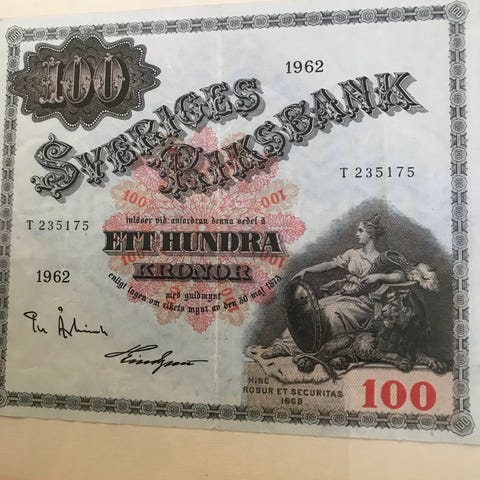 100
1962
SVERIGES
RIKSBANK
T 235175
100 100
inlöser vid anfordran denna sedel å
T 235175
ETT HUNDRA
KRONOR
enligt lagen om rikets mynt av den 30 maj 1873
med guldmynt
1962
HINC
ROBUR ET SECURITAS
1668
100